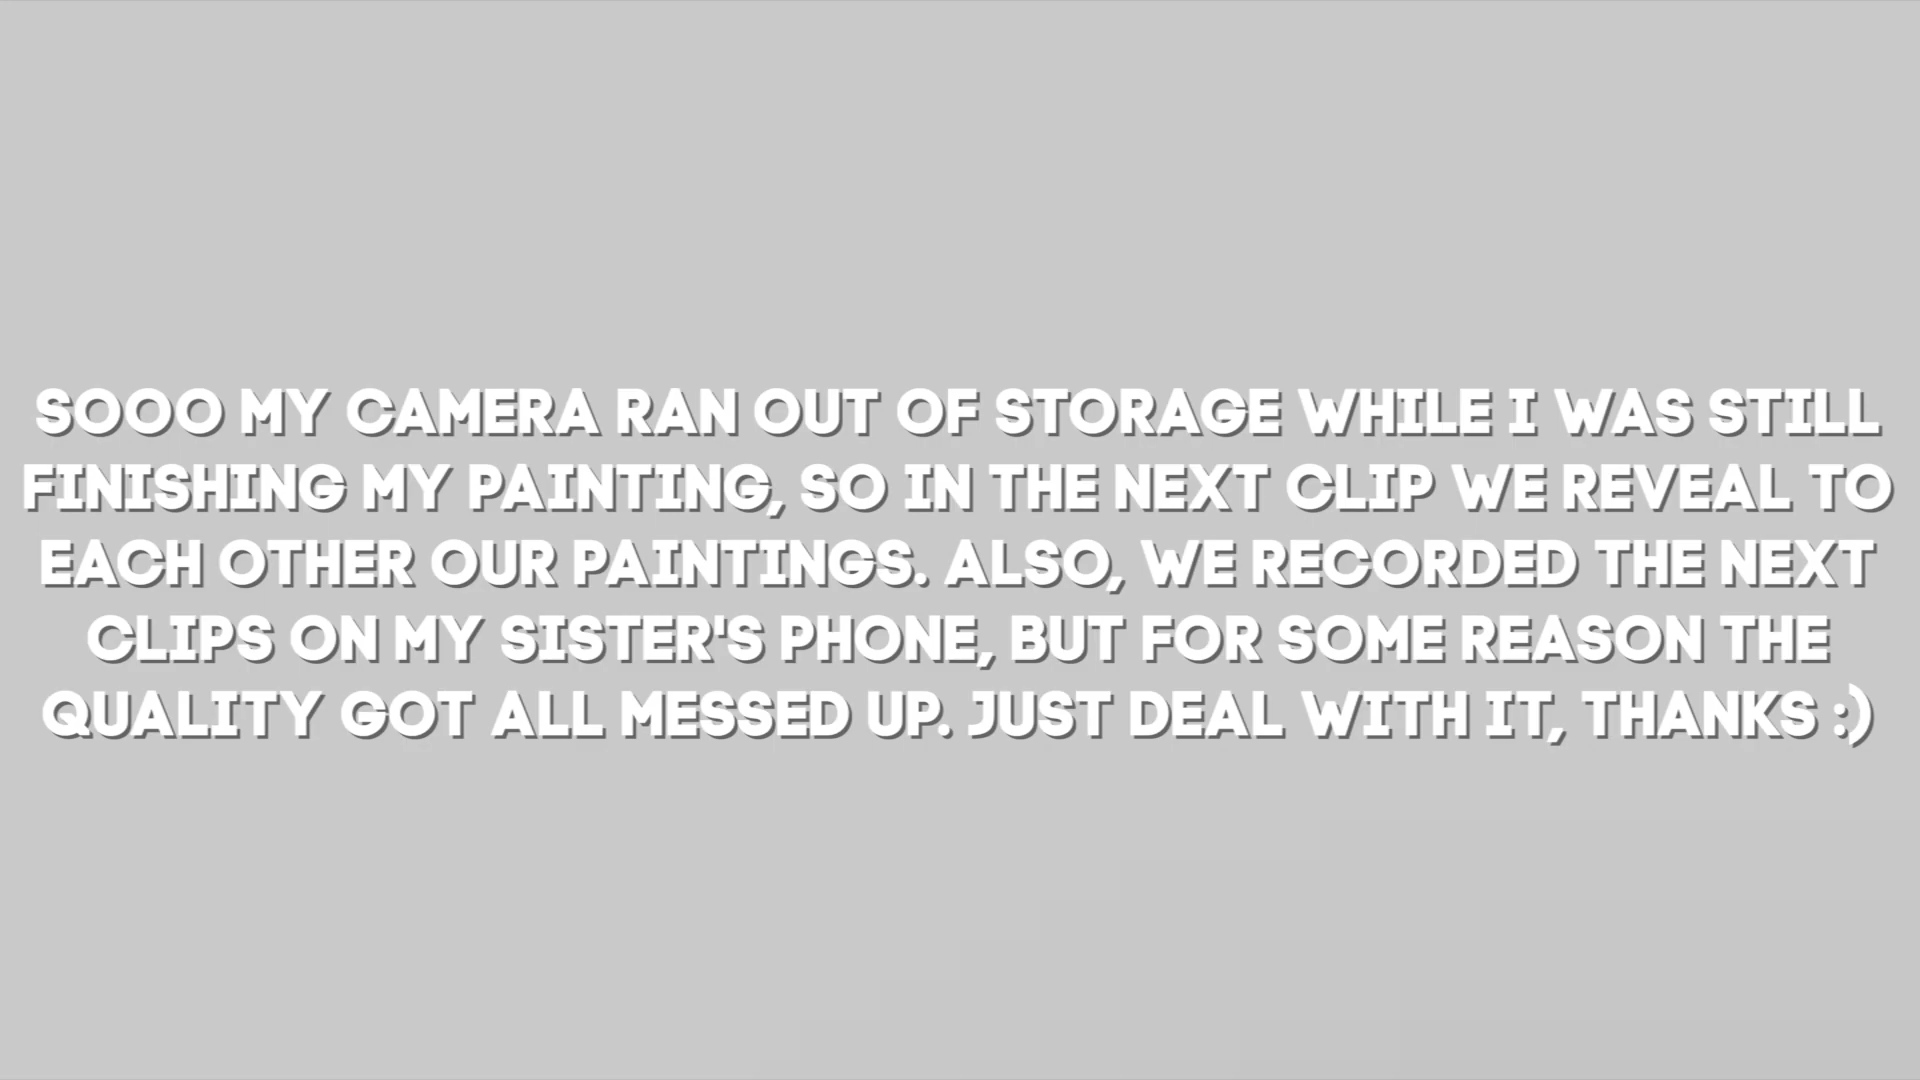 SOOO MY CAMERA RAN OUT OF STORAGE WHILE I WAS STILL
FINISHING MY PAINTING, SO IN THE NEXT CLIP WE REVEAL TO
EACH OTHER OUR PAINTINGS. ALSO, WE RECORDED THE NEXT
CLIPS ON MY SISTER'S PHONE, BUT FOR SOME REASON THE
QUALITY GOT ALL MESSED UP. JUST DEAL WITH IT, THANKS :)